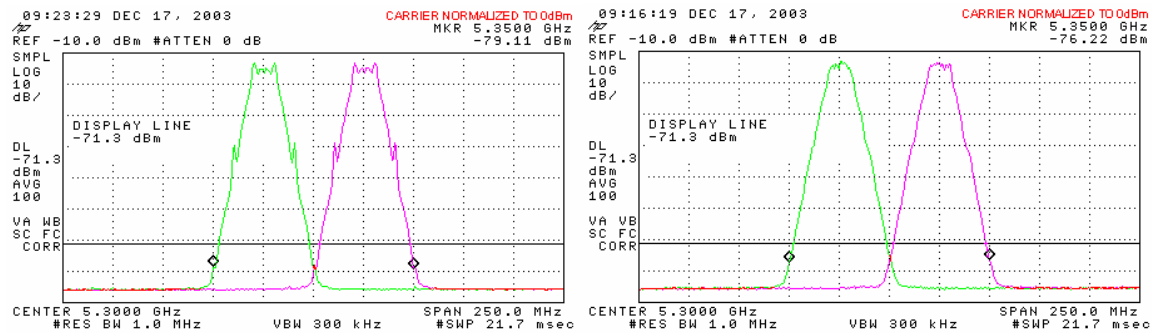 09:23:29 DEC 17, 2003
CARRIER NORMALIZED TO 0dBm
hp
MKR 5.3500 GHz
REF -10.0 dBm #ATTEN 0 dB
-79.11 dBm
SMPL
LOG
10
dB/
DISPLAY LINE
-71.3 dBm
DL
-71.3
dBm
AVG
100
VA WB
SC FC
CORR
CENTER 5.3000 GHz
SPAN 250.0 MHz
#RES BW 1.0 MHz
VBW 300 kHz
#SWP 21.7 msec
09:16:19 DEC 17, 2003
CARRIER NORMALIZED TO 0dBm
hp
MKR 5.3500 GHz
REF -10.0 dBm #ATTEN 0 dB
-76.22 dBm
SMPL
LOG
10
dB/
DISPLAY LINE
-71.3 dBm
DL
-71.3
dBm
AVG
100
VA VB
SC FC
CORR
CENTER 5.3000 GHz
SPAN 250.0 MHz
#RES BW 1.0 MHz
VBW 300 kHz
#SWP 21.7 msec